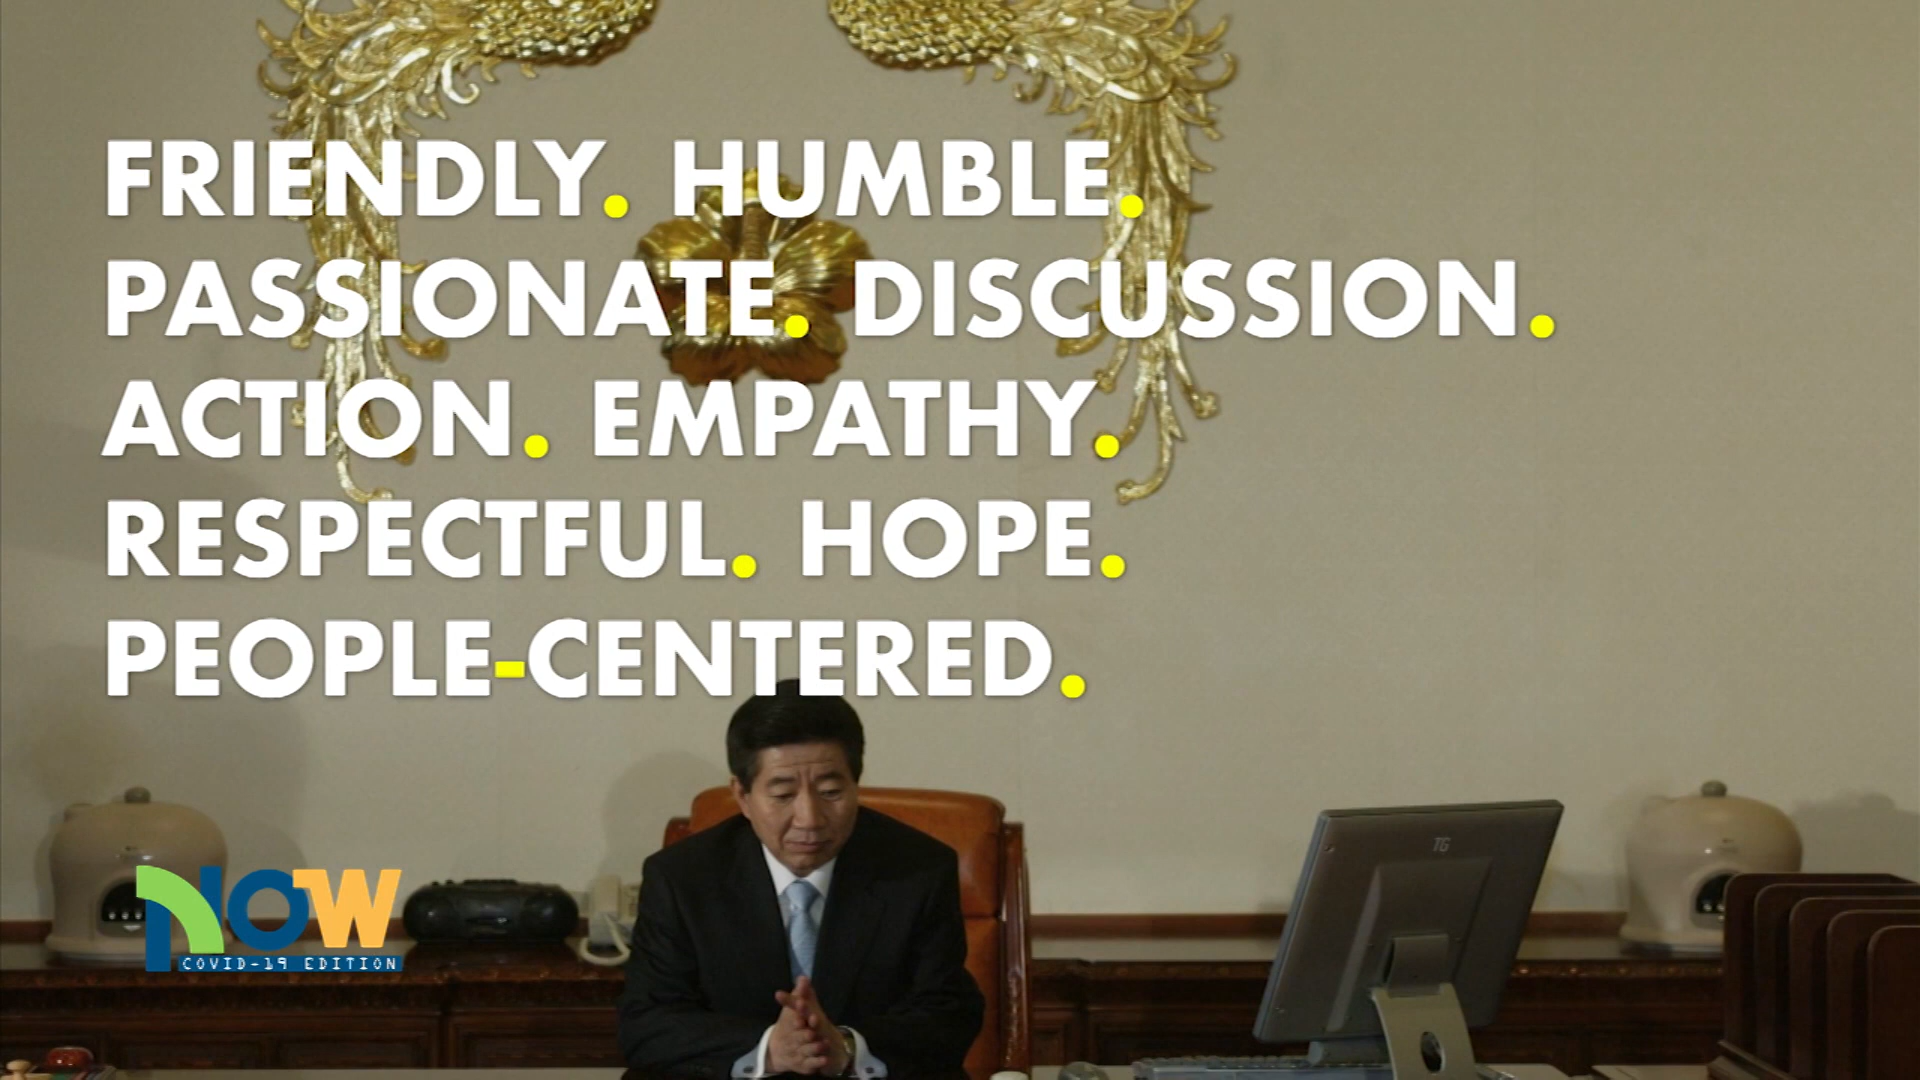 FRIENDLY. HUMBLE.
PASSIONATE. DISCUSSION.
ACTION. EMPATHY.
RESPECTFUL. HOPE.
PEOPLE-CENTERED.
NOW
COVID-19 EDITION
TG